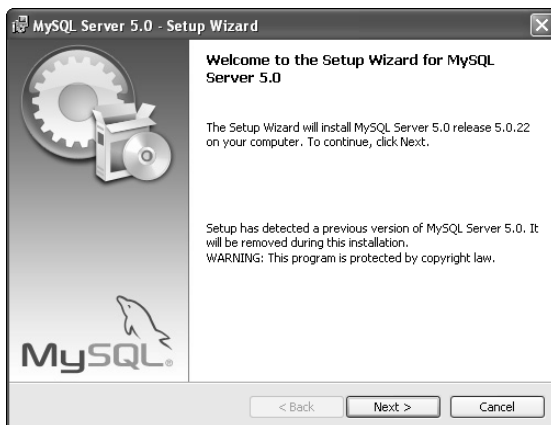 MySQL Server 5.0 - Setup Wizard
Welcome to the Setup Wizard for MySQL
Server 5.0
The Setup Wizard will install MySQL Server 5.0 release 5.0.22
on your computer. To continue, click Next.
Setup has detected a previous version of MySQL Server 5.0. It
will be removed during this installation.
WARNING: This program is protected by copyright law.
MySQL®
< Back Next > Cancel